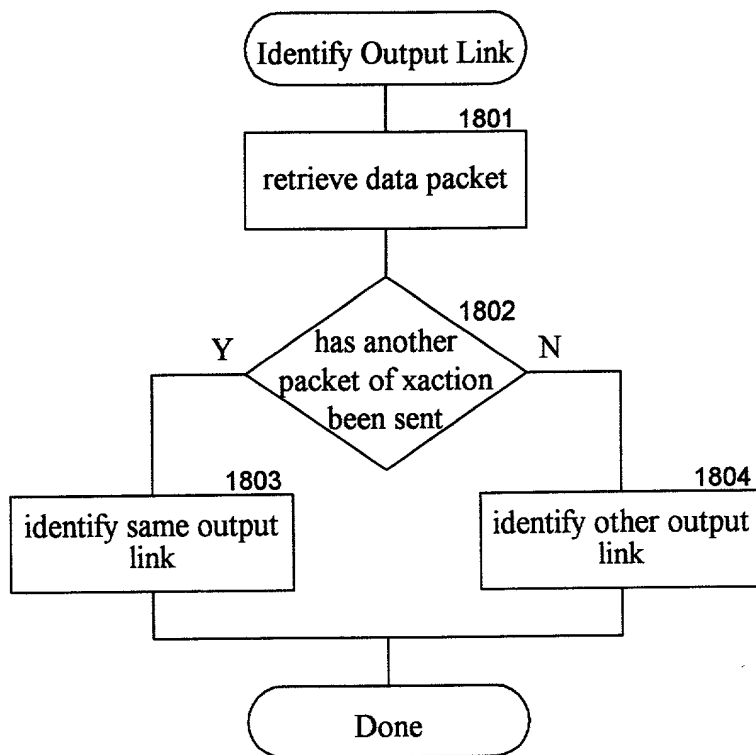 Identify Output Link
1801
retrieve data packet
1802
has another
packet of xaction
been sent
Y
N
1803
identify same output
link
1804
identify other output
link
Done